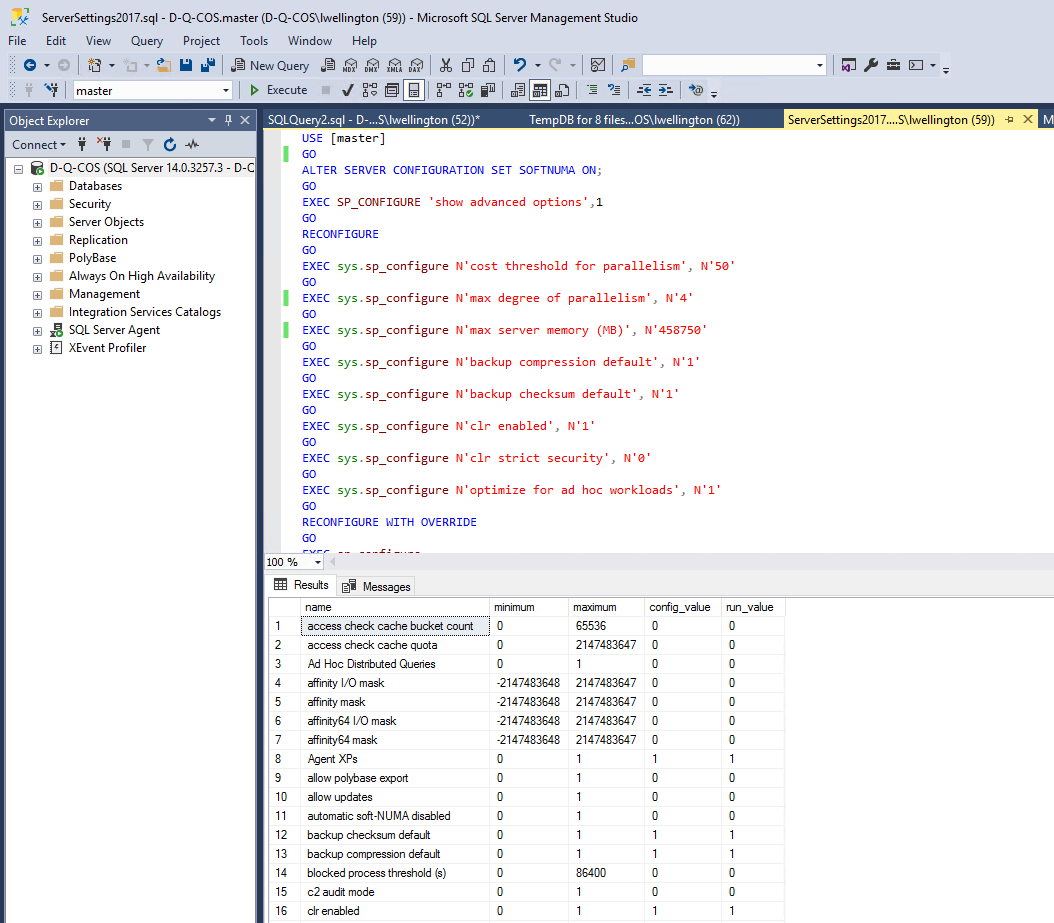 ServerSettings2017.sql - D-Q-COS.master (D-Q-COS\lwellington (59)) - Microsoft SQL Server Management Studio
File Edit View Query Project Tools Window Help
New Query MDX DMX XMLA DAX
master Execute
Object Explorer
Connect
D-Q-COS (SQL Server 14.0.3257.3 - D-Q
Databases
Security
Server Objects
Replication
PolyBase
Always On High Availability
Management
Integration Services Catalogs
SQL Server Agent
XEvent Profiler
SQLQuery2.sql - D-...S\lwellington (52))* TempDB for 8 files...OS\lwellington (62)) ServerSettings2017....S\lwellington (59)) M
USE [master]
GO
ALTER SERVER CONFIGURATION SET SOFTNUMA ON;
GO
EXEC SP_CONFIGURE 'show advanced options',1
GO
RECONFIGURE
GO
EXEC sys.sp_configure N'cost threshold for parallelism', N'50'
GO
EXEC sys.sp_configure N'max degree of parallelism', N'4'
GO
EXEC sys.sp_configure N'max server memory (MB)', N'458750'
GO
EXEC sys.sp_configure N'backup compression default', N'1'
GO
EXEC sys.sp_configure N'backup checksum default', N'1'
GO
EXEC sys.sp_configure N'clr enabled', N'1'
GO
EXEC sys.sp_configure N'clr strict security', N'0'
GO
EXEC sys.sp_configure N'optimize for ad hoc workloads', N'1'
GO
RECONFIGURE WITH OVERRIDE
GO
EXEC sp_configure
100 %
Results Messages
name minimum maximum config_value run_value
1 access check cache bucket count 0 65536 0 0
2 access check cache quota 0 2147483647 0 0
3 Ad Hoc Distributed Queries 0 1 0 0
4 affinity I/O mask -2147483648 2147483647 0 0
5 affinity mask -2147483648 2147483647 0 0
6 affinity64 I/O mask -2147483648 2147483647 0 0
7 affinity64 mask -2147483648 2147483647 0 0
8 Agent XPs 0 1 1 1
9 allow polybase export 0 1 0 0
10 allow updates 0 1 0 0
11 automatic soft-NUMA disabled 0 1 0 0
12 backup checksum default 0 1 1 1
13 backup compression default 0 1 1 1
14 blocked process threshold (s) 0 86400 0 0
15 c2 audit mode 0 1 0 0
16 clr enabled 0 1 1 1